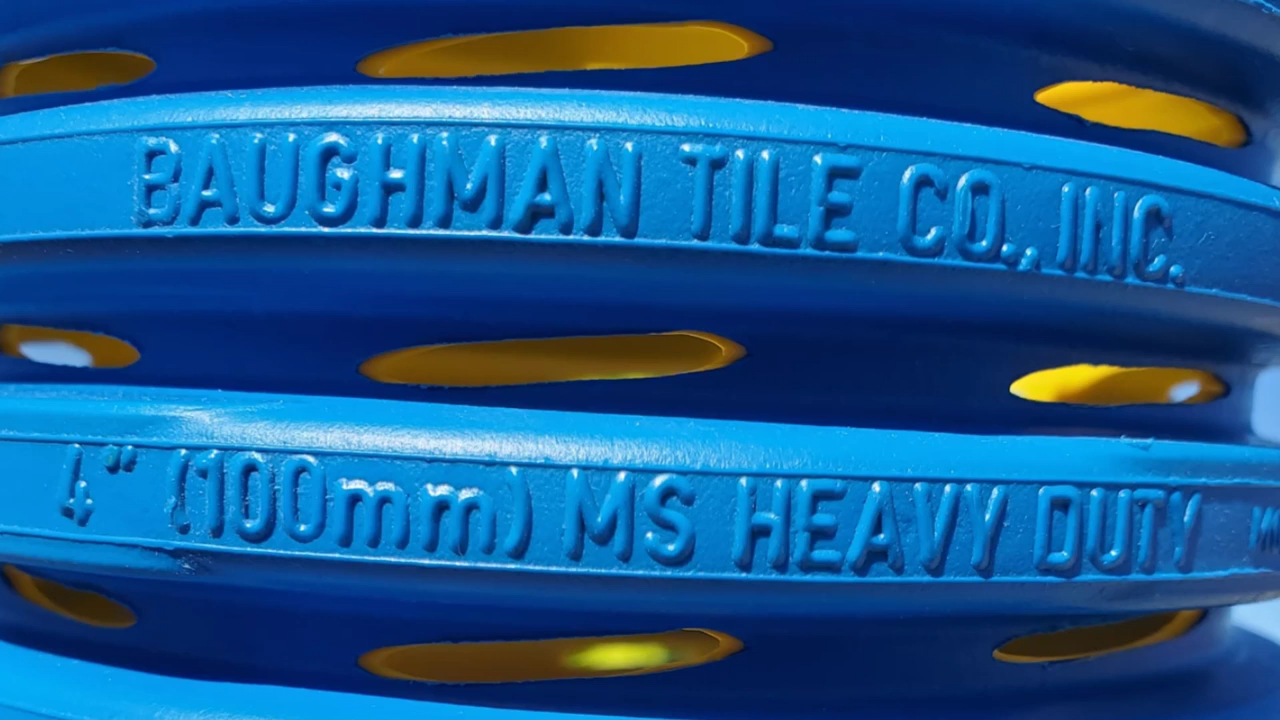 BAUGHMAN TILE CO., INC.
4" (100mm) MS HEAVY DUTY